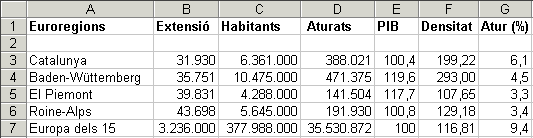 A B C D E F G
1 Euroregions Extensió Habitants Aturats PIB Densitat Atur (%)
2
3 Catalunya 31.930 6.361.000 388.021 100,4 199,22 6,1
4 Baden-Wüttemberg 35.751 10.475.000 471.375 119,6 293,00 4,5
5 El Piemont 39.831 4.288.000 141.504 117,7 107,65 3,3
6 Roine-Alps 43.698 5.645.000 191.930 100,8 129,18 3,4
7 Europa dels 15 3.236.000 377.988.000 35.530.872 100 116,81 9,4